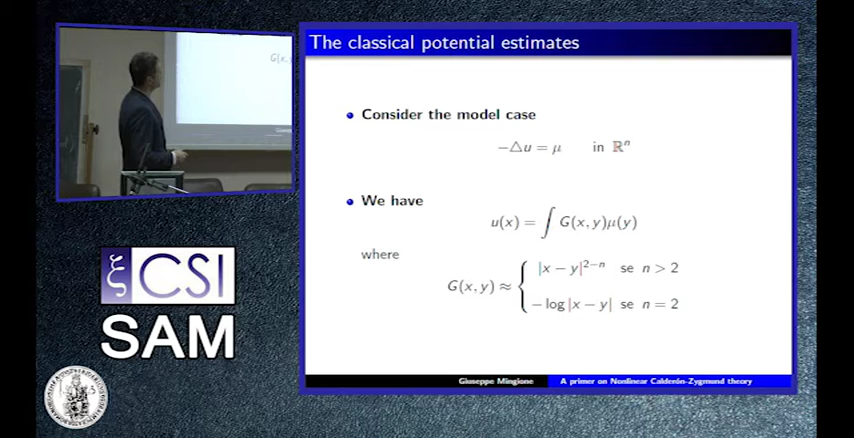 The classical potential estimates
Consider the model case
−△u = μ in ℝⁿ
We have
u(x) = ∫ G(x, y)μ(y)
where
G(x, y) ≈ { |x − y|²⁻ⁿ se n > 2
− log |x − y| se n = 2
Giuseppe Mingione A primer on Nonlinear Calderón-Zygmund theory
ξ CSI
SAM